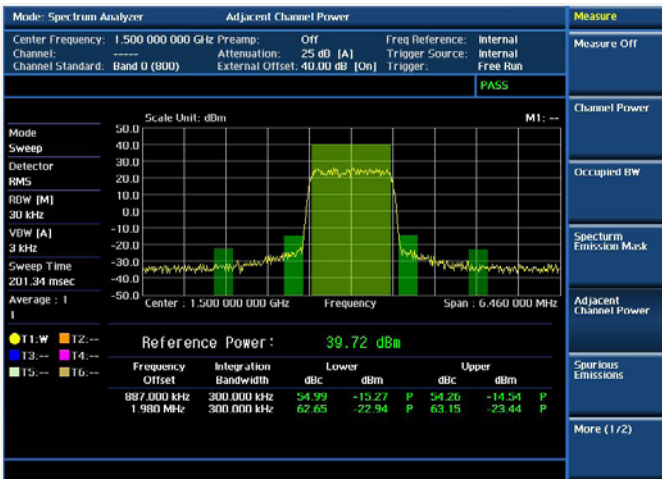 Mode: Spectrum Analyzer Adjacent Channel Power
Measure
Center Frequency: 1.500 000 000 GHz Preamp: Off Freq Reference: Internal
Channel: ----- Attenuation: 25 dB [A] Trigger Source: Internal
Channel Standard: Band 0 (800) External Offset: 40.00 dB [On] Trigger: Free Run
PASS
Measure Off
Channel Power
Occupied BW
Specturm
Emission Mask
Adjacent
Channel Power
Spurious
Emissions
More (1/2)
Mode
Sweep
Detector
RMS
RBW [M]
30 kHz
VBW [A]
3 kHz
Sweep Time
201.34 msec
Average : 1
1
T1:W T2:--
T3:-- T4:--
T5:-- T6:--
Scale Unit: dBm M1: --
50.0
40.0
30.0
20.0
10.0
0.0
-10.0
-20.0
-30.0
-40.0
-50.0
Center : 1.500 000 000 GHz Frequency Span : 6.460 000 MHz
Reference Power: 39.72 dBm
Frequency Integration Lower Upper
Offset Bandwidth dBc dBm dBc dBm
887.000 kHz 300.000 kHz 54.99 -15.27 P 54.26 -14.54 P
1.980 MHz 300.000 kHz 62.65 -22.94 P 63.15 -23.44 P